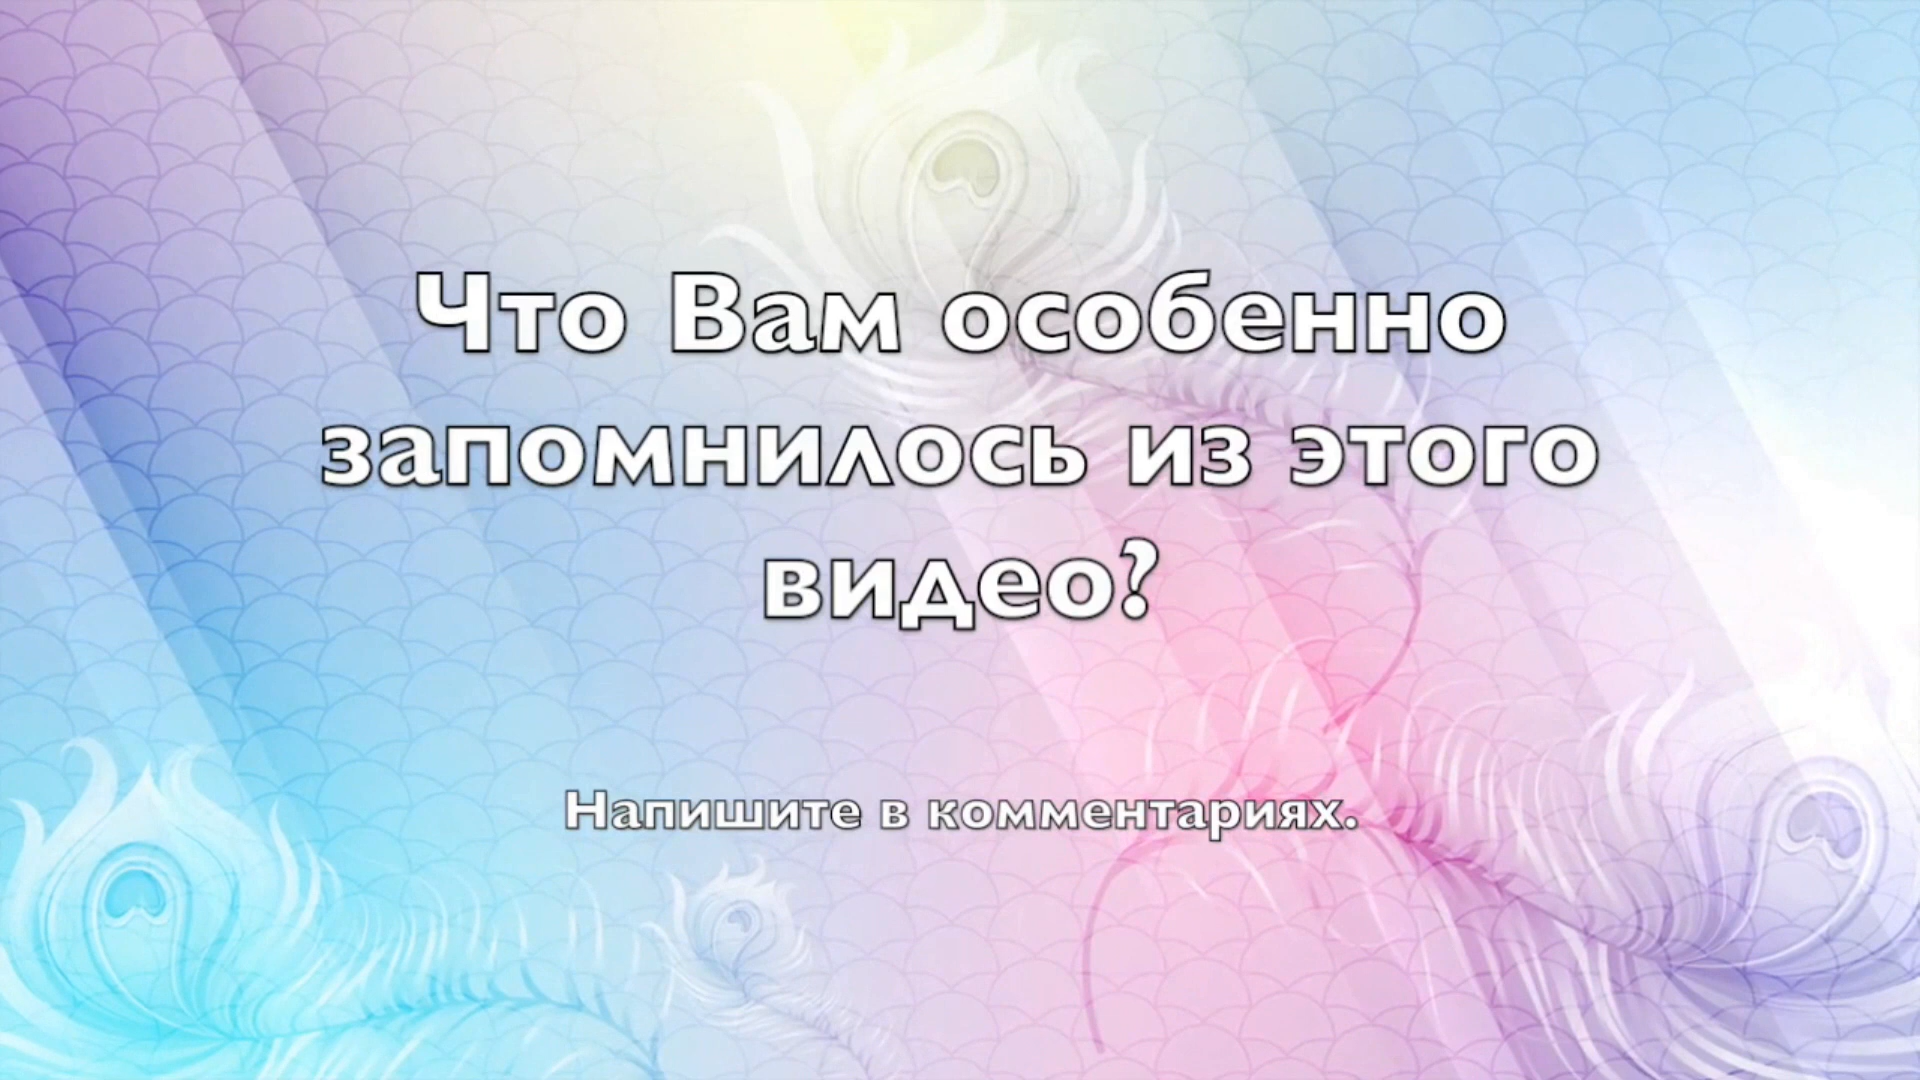 Что Вам особенно
запомнилось из этого
видео?
Напишите в комментариях.